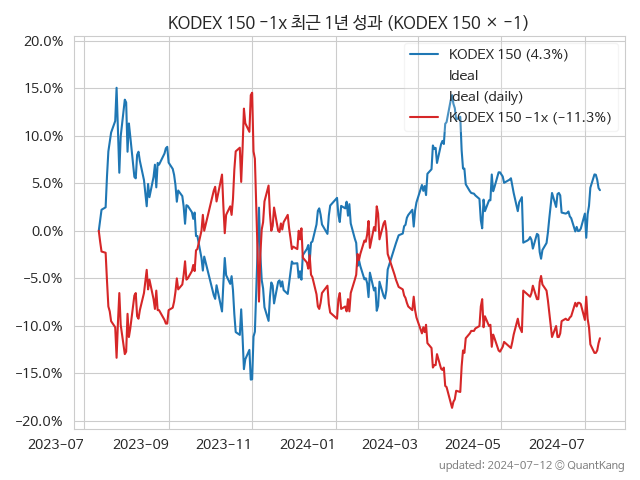 KODEX 150 -1x 최근 1년 성과 (KODEX 150 × -1)
20.0%
15.0%
10.0%
5.0%
0.0%
-5.0%
-10.0%
-15.0%
-20.0%
KODEX 150 (4.3%)
Ideal
Ideal (daily)
KODEX 150 -1x (-11.3%)
2023-07
2023-09
2023-11
2024-01
2024-03
2024-05
2024-07
updated: 2024-07-12 © QuantKang